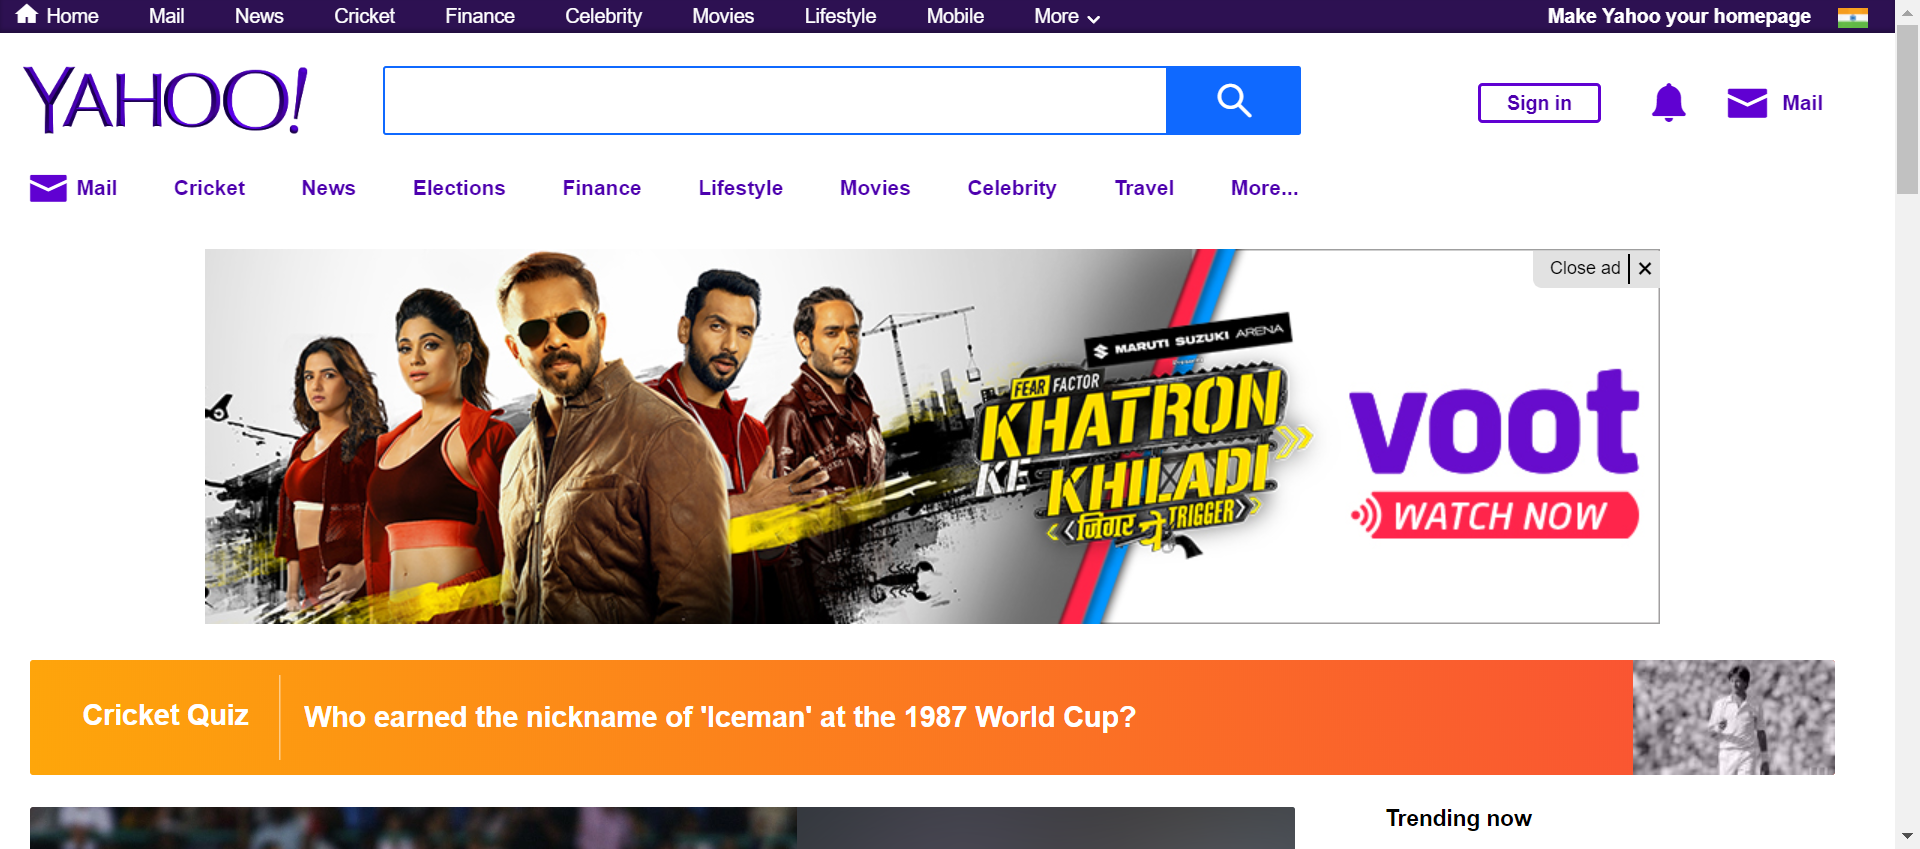 Home Mail News Cricket Finance Celebrity Movies Lifestyle Mobile More Make Yahoo your homepage
YAHOO!
Sign in
Mail
Mail Cricket News Elections Finance Lifestyle Movies Celebrity Travel More...
Close ad ×
MARUTI SUZUKI ARENA
FEAR FACTOR
KHATRON
KE KHILADI
जिगर पे TRIGGER
voot
WATCH NOW
Cricket Quiz
Who earned the nickname of 'Iceman' at the 1987 World Cup?
Trending now